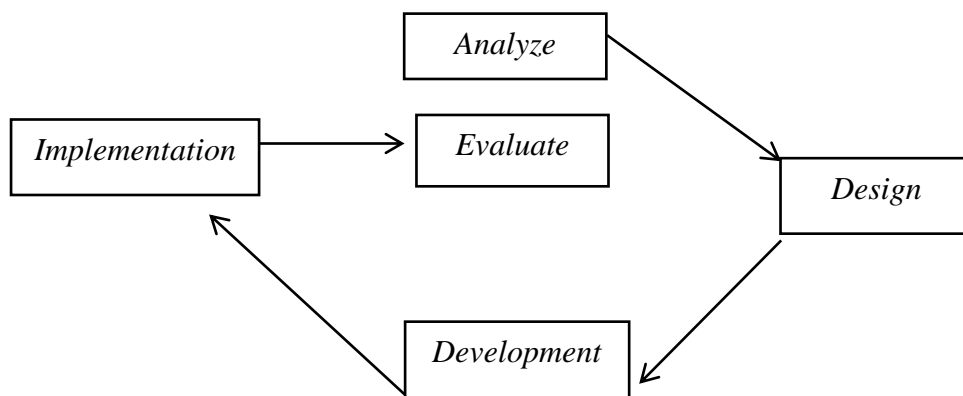 Analyze
Implementation
Evaluate
Design
Development